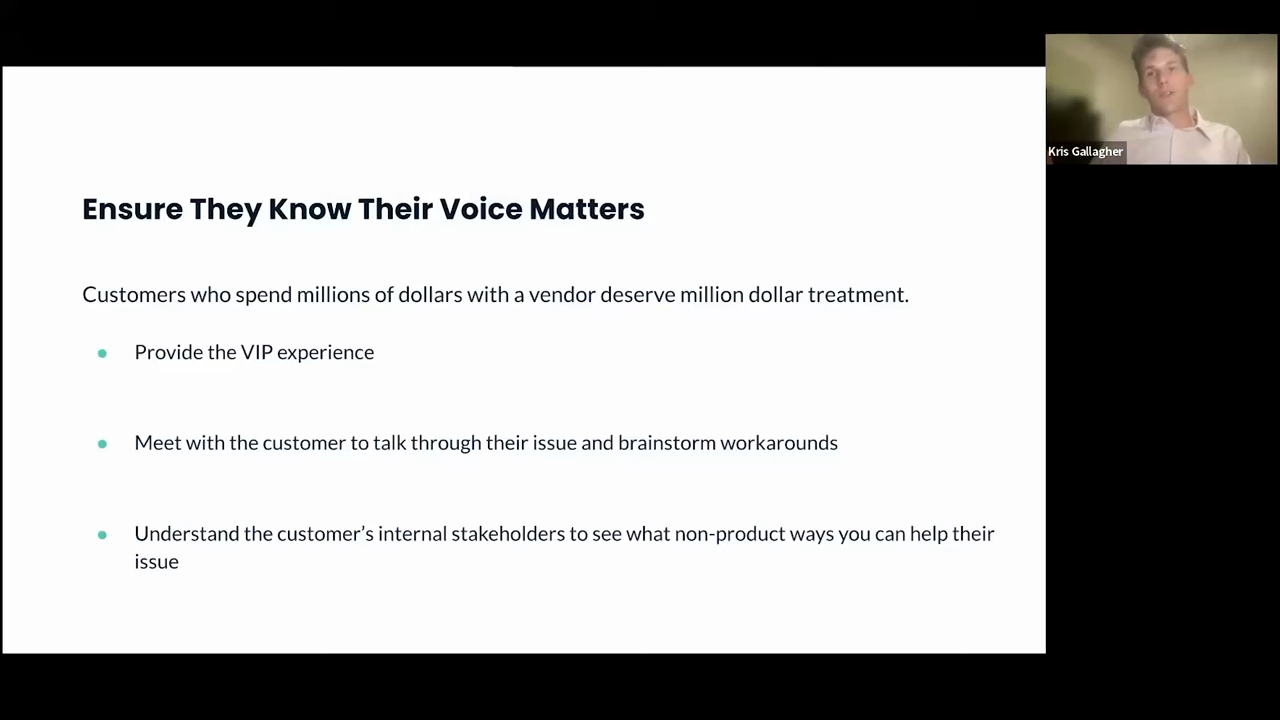 Ensure They Know Their Voice Matters
Customers who spend millions of dollars with a vendor deserve million dollar treatment.
Provide the VIP experience
Meet with the customer to talk through their issue and brainstorm workarounds
Understand the customer’s internal stakeholders to see what non-product ways you can help their
issue
Kris Gallagher